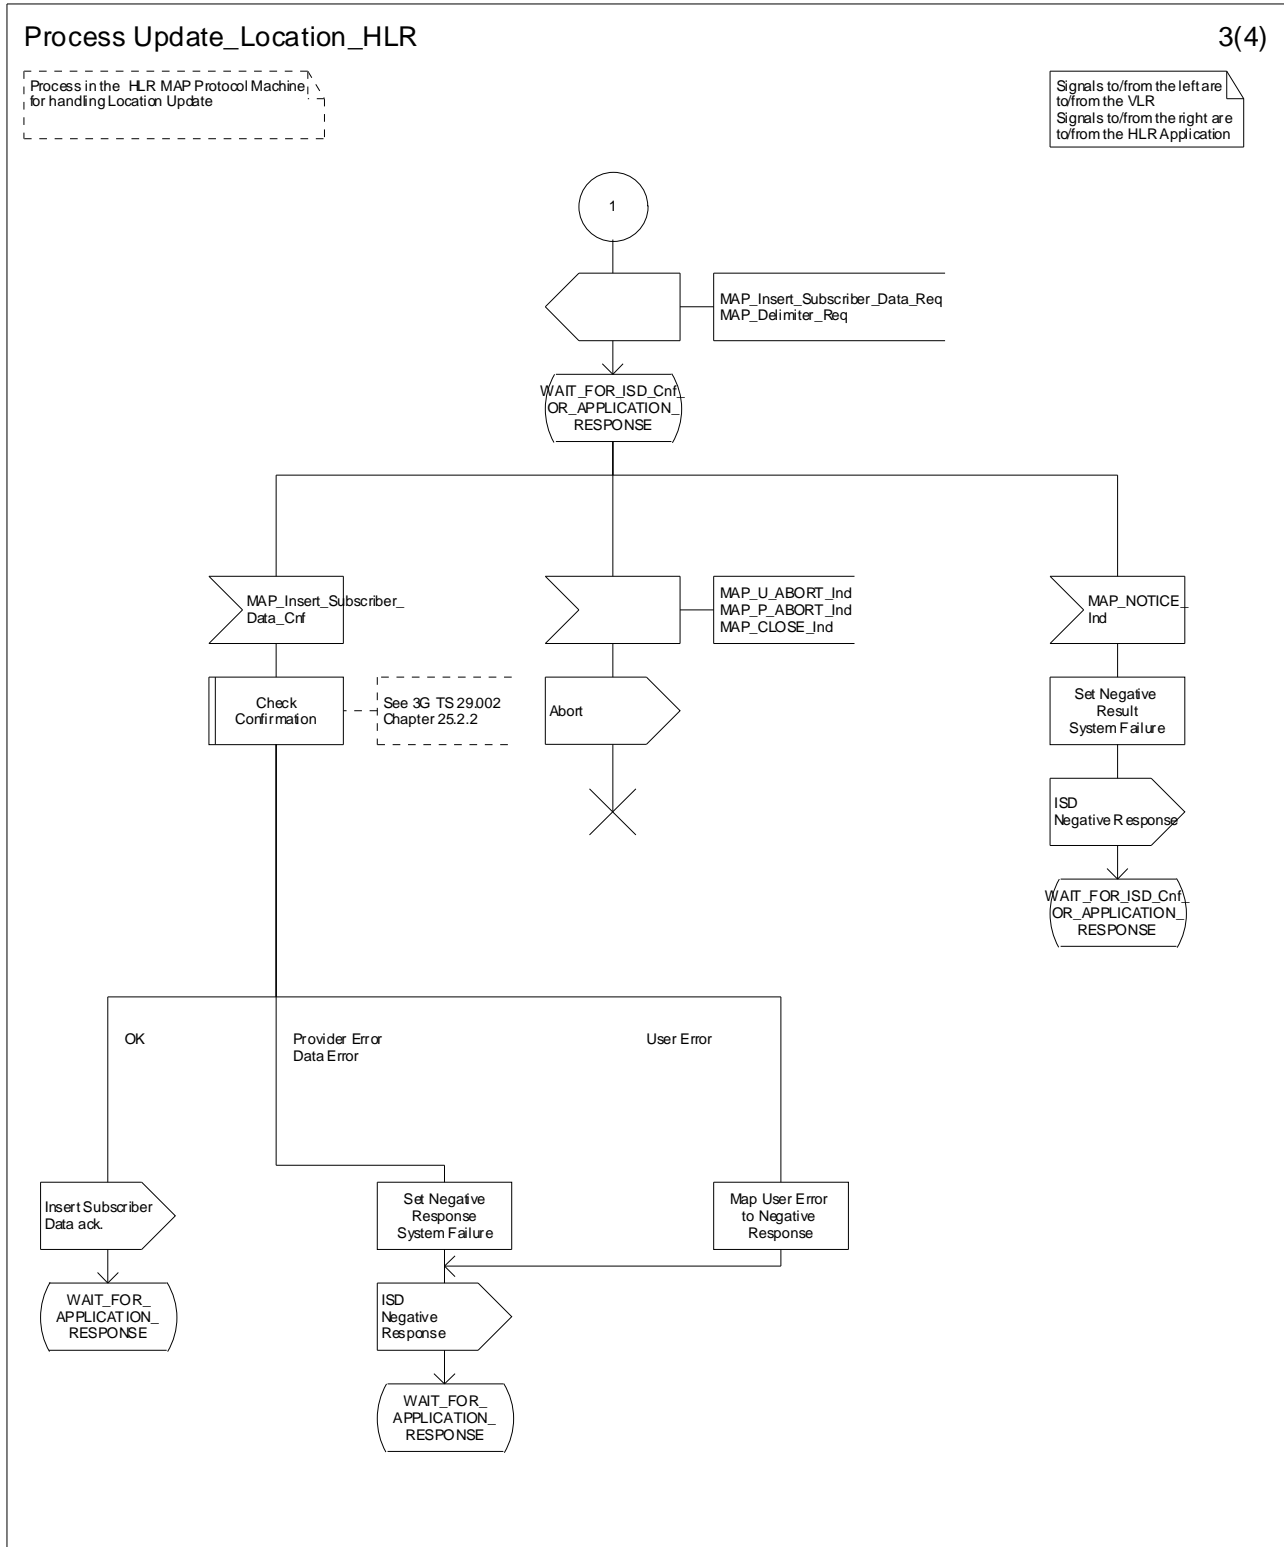 Process Update_Location_HLR
3(4)
Process in the HLR MAP Protocol Machine
for handling Location Update
Signals to/from the left are
to/from the VLR
Signals to/from the right are
to/from the HLR Application
1
MAP_Insert_Subscriber_Data_Req
MAP_Delimiter_Req
WAIT_FOR_ISD_Cnf_
OR_APPLICATION_
RESPONSE
MAP_Insert_Subscriber_
Data_Cnf
MAP_U_ABORT_Ind
MAP_P_ABORT_Ind
MAP_CLOSE_Ind
MAP_NOTICE_
Ind
Check
Confirmation
See 3G TS 29.002
Chapter 25.2.2
Abort
Set Negative
Result
System Failure
ISD
Negative Response
WAIT_FOR_ISD_Cnf_
OR_APPLICATION_
RESPONSE
OK
Provider Error
Data Error
User Error
Insert Subscriber
Data ack.
Set Negative
Response
System Failure
Map User Error
to Negative
Response
WAIT_FOR_
APPLICATION_
RESPONSE
ISD
Negative
Response
WAIT_FOR_
APPLICATION_
RESPONSE